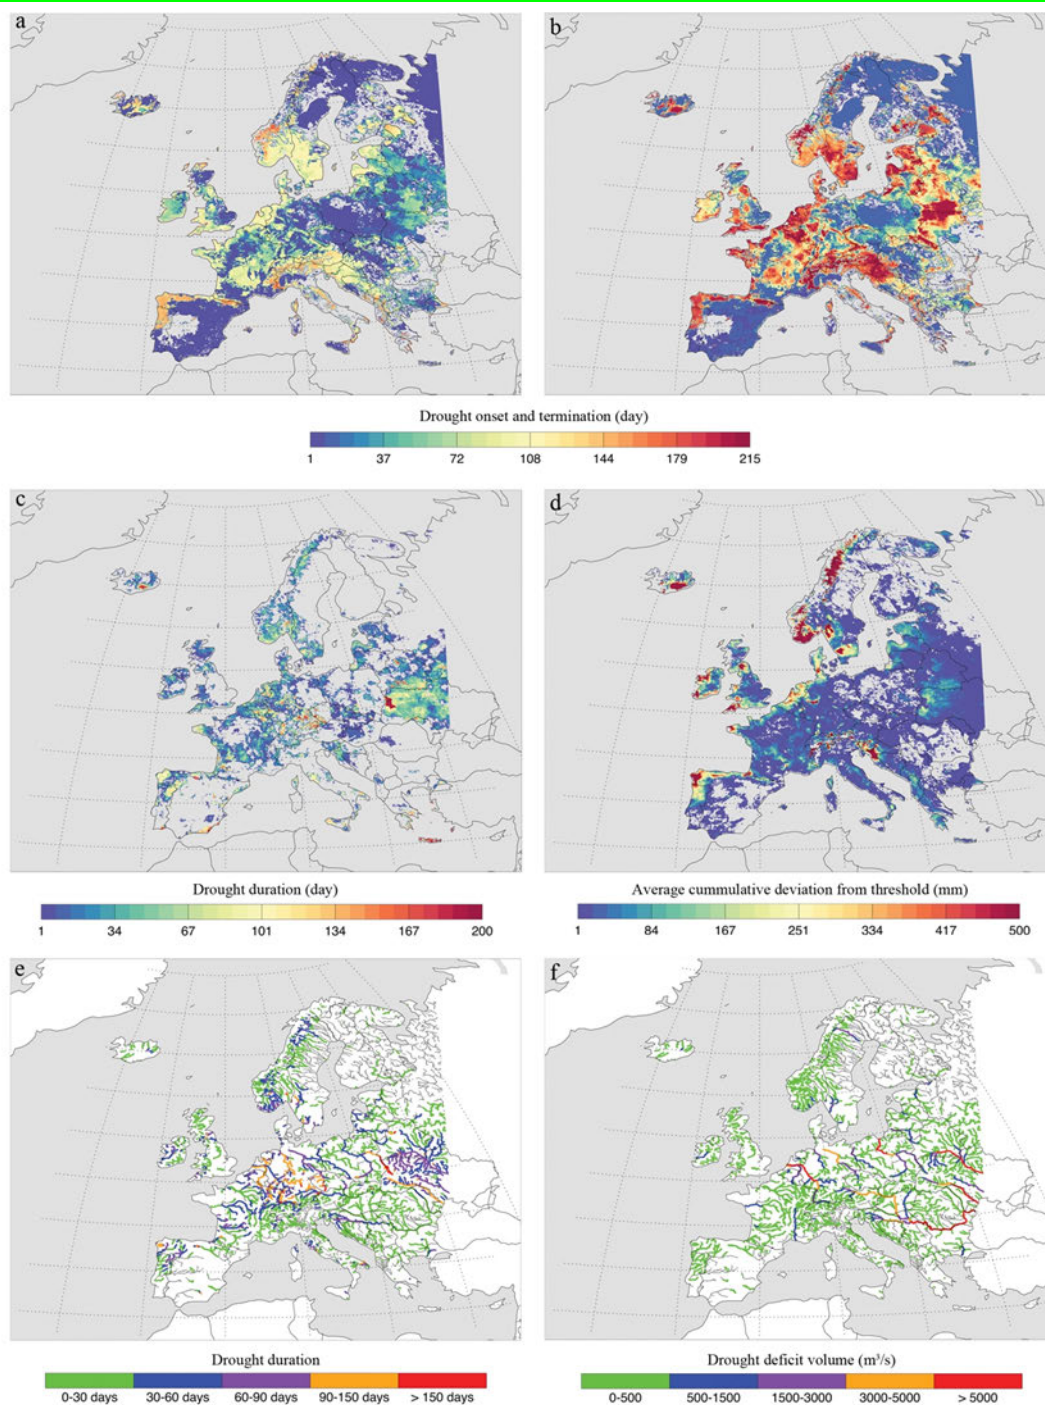 a
b
Drought onset and termination (day)
1 37 72 108 144 179 215
c
d
Drought duration (day)
1 34 67 101 134 167 200
Average cummulative deviation from threshold (mm)
1 84 167 251 334 417 500
e
f
Drought duration
0-30 days 30-60 days 60-90 days 90-150 days > 150 days
Drought deficit volume (m³/s)
0-500 500-1500 1500-3000 3000-5000 > 5000